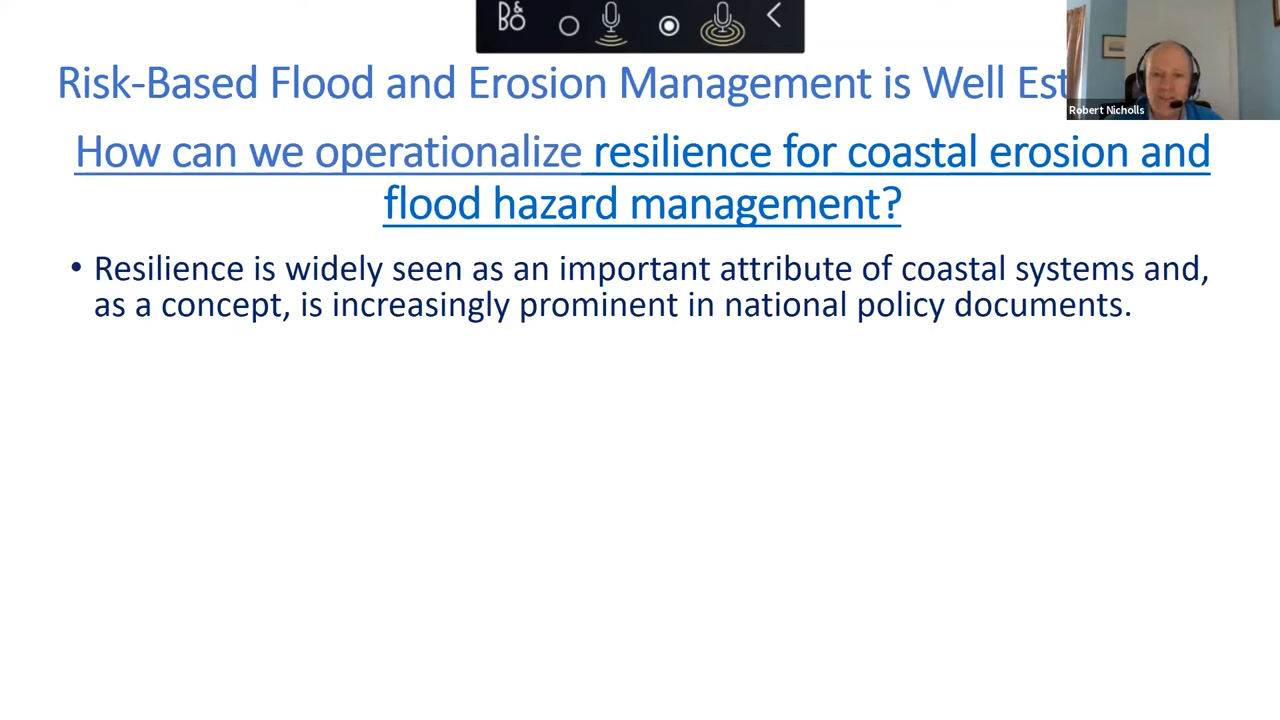 B&O
Risk-Based Flood and Erosion Management is Well Est
Robert Nicholls
How can we operationalize resilience for coastal erosion and
flood hazard management?
• Resilience is widely seen as an important attribute of coastal systems and,
as a concept, is increasingly prominent in national policy documents.